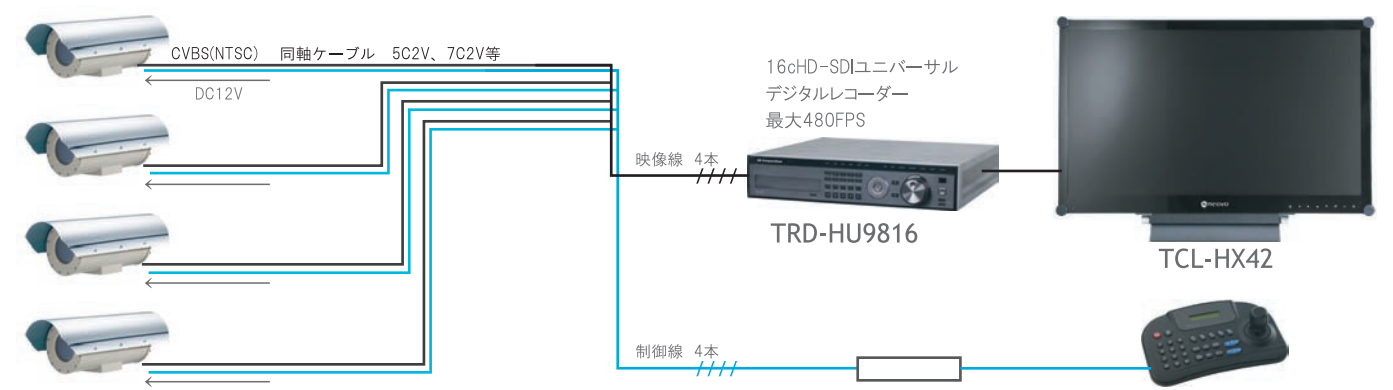 CVBS(NTSC) 同軸ケーブル 5C2V、7C2V等
DC12V
16cHD-SDIユニバーサル
デジタルレコーダー
最大480FPS
映像線 4本
TRD-HU9816
neovo
TCL-HX42
制御線 4本